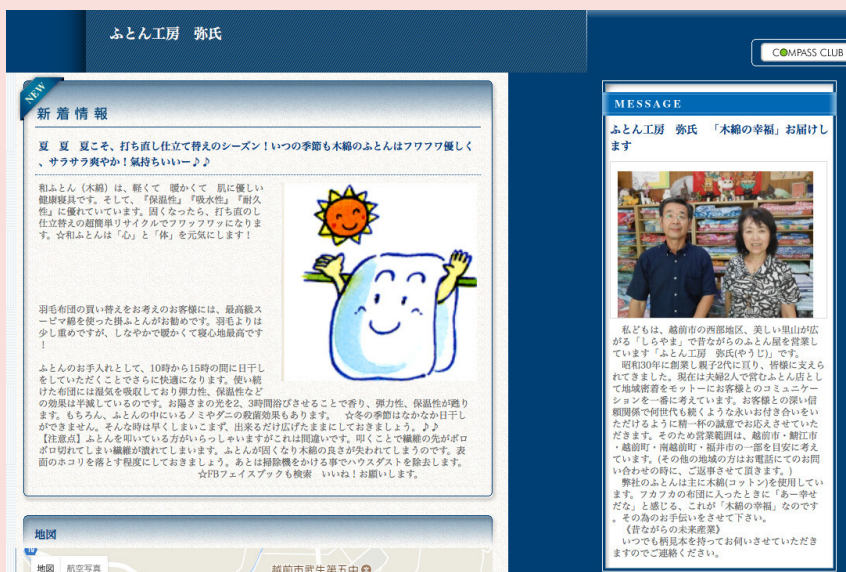 ふとん工房　弥氏
COMPASS CLUB
NEW
新着情報
夏　夏　夏こそ、打ち直し仕立て替えのシーズン！いつの季節も木綿のふとんはフワフワ優しく
、サラサラ爽やか！氣持ちいいー♪♪
和ふとん（木綿）は、軽くて　暖かくて　肌に優しい
健康寝具です。そして、『保温性』『吸水性』『耐久
性』に優れていています。固くなったら、打ち直のし
仕立替えの超簡単リサイクルでフワッフワッになりま
す。☆和ふとんは「心」と「体」を元気にします！
羽毛布団の買い替えをお考えのお客様には、最高級ス
ーピマ綿を使った掛ふとんがお勧めです。羽毛よりは
少し重めですが、しなやかで暖かくて寝心地最高です
！
ふとんのお手入れとして、10時から15時の間に日干し
をしていただくことでさらに快適になります。使い続
けた布団には湿気を吸収しており弾力性、保温性など
の効果は半減しているのです。お陽さまの光を2、3時間浴びさせることで香り、弾力性、保温性が甦り
ます。もちろん、ふとんの中にいるノミやダニの殺菌効果もあります。　☆冬の季節はなかなか日干し
ができません。そんな時は早くしまいこまず、出来るだけ広げたままにしておきましょう。♪♪
【注意点】ふとんを叩いている方がいらっしゃいますがこれは間違いです。叩くことで繊維の先がボロ
ボロ切れてしまい繊維が潰れてしまいます。ふとんが固くなり木綿の良さが失われてしまうのです。表
面のホコリを落とす程度にしておきましょう。あとは掃除機をかける事でハウスダストを除去します。
☆FBフェイスブックも検索　いいね！お願いします。
地図
地図
航空写真
越前市武生第五中
MESSAGE
ふとん工房　弥氏　「木綿の幸福」お届けし
ます
私どもは、越前市の西部地区、美しい里山が広
がる「しらやま」で昔ながらのふとん屋を営業し
ています「ふとん工房　弥氏(やうじ)」です。
昭和30年に創業し親子2代に亘り、皆様に支えら
れてきました。現在は夫婦2人で営むふとん店とし
て地域密着をモットーにお客様とのコミュニケー
ションを一番に考えています。お客様との深い信
頼関係で何世代も続くような永いお付き合いをい
ただけるように精一杯の誠意でお応えさせていた
だきます。そのため営業範囲は、越前市・鯖江市
・越前町・南越前町・福井市の一部を目安に考え
ています。(その他の地域の方はお電話にてのお問
い合わせの時に、ご返事させて頂きます。)
弊社のふとんは主に木綿(コットン)を使用してい
ます。フカフカの布団に入ったときに「あー幸せ
だな」と感じる、これが「木綿の幸福」なのです
。その為のお手伝いをさせて下さい。
《昔ながらの未来産業》
いつでも柄見本を持ってお伺いさせていただき
ますのでご連絡ください。